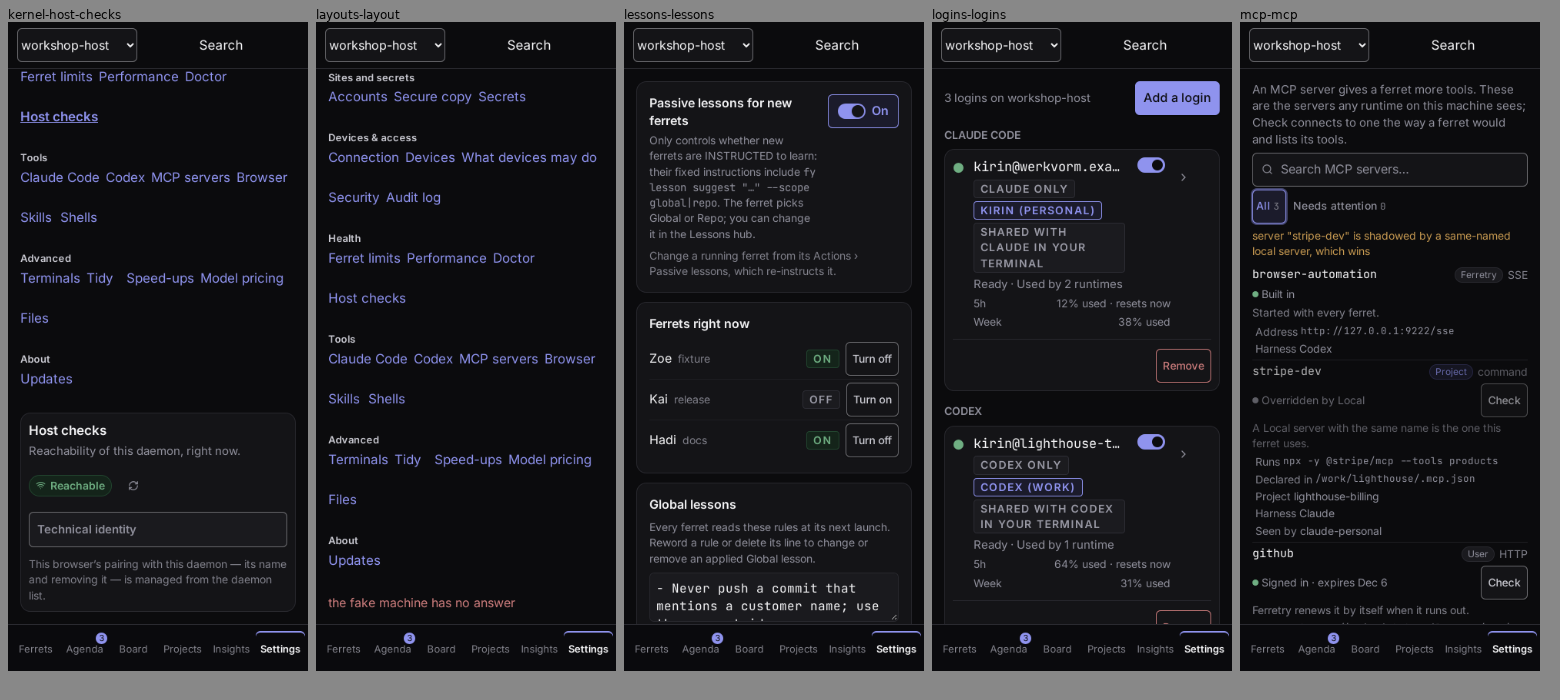 kernel-host-checks
workshop-host
Search
Ferret limits Performance Doctor
Host checks
Tools
Claude Code Codex MCP servers Browser
Skills Shells
Advanced
Terminals Tidy Speed-ups Model pricing
Files
About
Updates
Host checks
Reachability of this daemon, right now.
Reachable
Technical identity
This browser's pairing with this daemon — its name
and removing it — is managed from the daemon
list.
3
Ferrets Agenda Board Projects Insights Settings
layouts-layout
workshop-host
Search
Sites and secrets
Accounts Secure copy Secrets
Devices & access
Connection Devices What devices may do
Security Audit log
Health
Ferret limits Performance Doctor
Host checks
Tools
Claude Code Codex MCP servers Browser
Skills Shells
Advanced
Terminals Tidy Speed-ups Model pricing
Files
About
Updates
the fake machine has no answer
3
Ferrets Agenda Board Projects Insights Settings
lessons-lessons
workshop-host
Search
Passive lessons for new
ferrets
On
Only controls whether new
ferrets are INSTRUCTED to learn:
their fixed instructions include fy
lesson suggest "…" --scope
global|repo. The ferret picks
Global or Repo; you can change
it in the Lessons hub.
Change a running ferret from its Actions ›
Passive lessons, which re-instructs it.
Ferrets right now
Zoe fixture ON Turn off
Kai release OFF Turn on
Hadi docs ON Turn off
Global lessons
Every ferret reads these rules at its next launch.
Reword a rule or delete its line to change or
remove an applied Global lesson.
- Never push a commit that
mentions a customer name; use
3
Ferrets Agenda Board Projects Insights Settings
logins-logins
workshop-host
Search
3 logins on workshop-host
Add a login
CLAUDE CODE
kirin@werkvorm.exa…
CLAUDE ONLY
KIRIN (PERSONAL)
SHARED WITH
CLAUDE IN YOUR
TERMINAL
Ready · Used by 2 runtimes
5h 12% used · resets now
Week 38% used
Remove
CODEX
kirin@lighthouse-t…
CODEX ONLY
CODEX (WORK)
SHARED WITH CODEX
IN YOUR TERMINAL
Ready · Used by 1 runtime
5h 64% used · resets now
Week 31% used
3
Ferrets Agenda Board Projects Insights Settings
mcp-mcp
workshop-host
Search
An MCP server gives a ferret more tools. These
are the servers any runtime on this machine sees;
Check connects to one the way a ferret would
and lists its tools.
Search MCP servers...
All 3 Needs attention 0
server "stripe-dev" is shadowed by a same-named
local server, which wins
browser-automation Ferretry SSE
Built in
Started with every ferret.
Address http://127.0.0.1:9222/sse
Harness Codex
stripe-dev Project command
Overridden by Local
Check
A Local server with the same name is the one this
ferret uses.
Runs npx -y @stripe/mcp --tools products
Declared in /work/lighthouse/.mcp.json
Project lighthouse-billing
Harness Claude
Seen by claude-personal
github User HTTP
Signed in · expires Dec 6
Check
Ferretry renews it by itself when it runs out.
3
Ferrets Agenda Board Projects Insights Settings